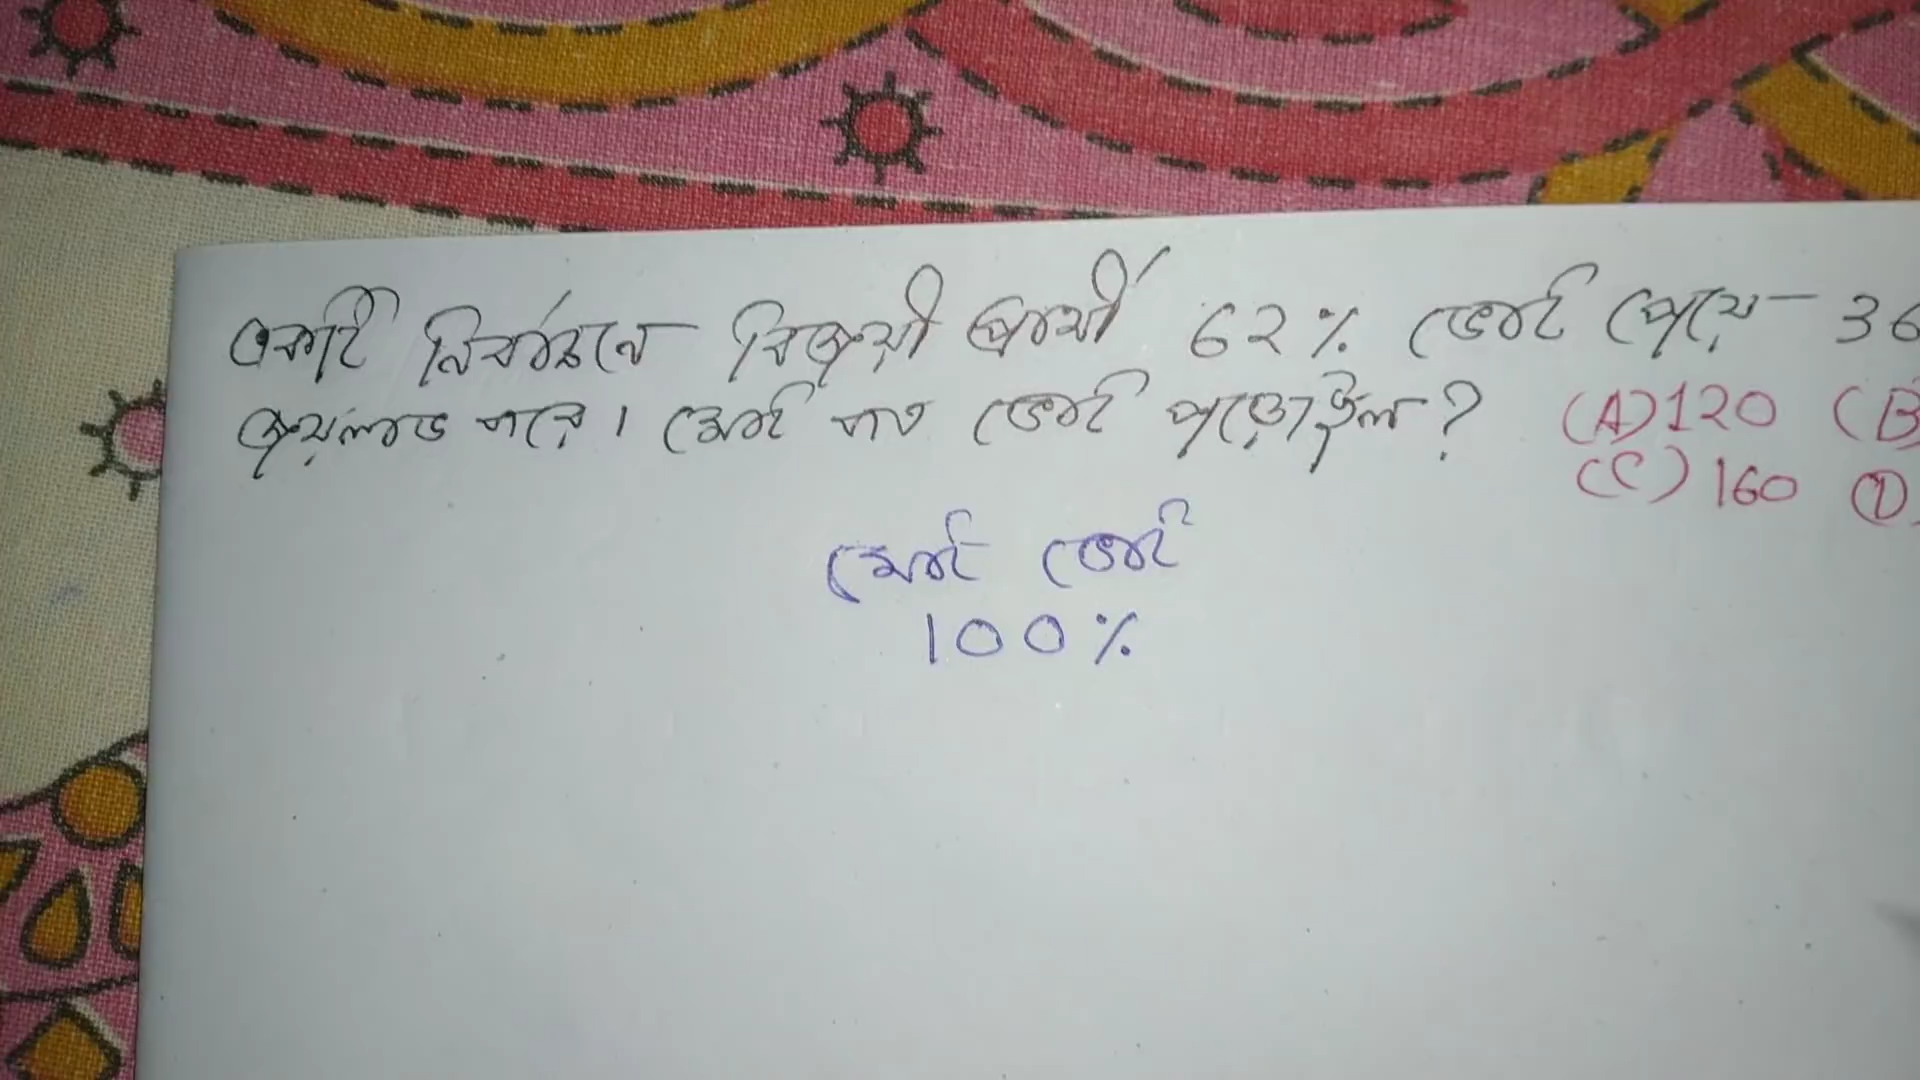 একটি নির্বাচনে বিজয়ী প্রার্থী 62% ভোট পেয়ে 36
জয়লাভ করে। মোট কত ভোট পড়েছিল? (A) 120 (B)
(C) 160 (D)
মোট ভোট
100%